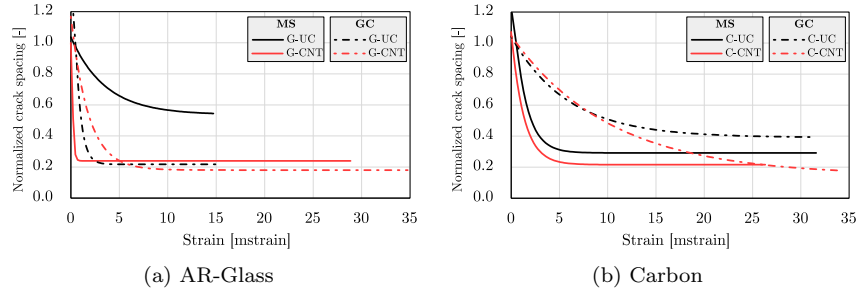 Normalized crack spacing [-]
1.2
1.0
0.8
0.6
0.4
0.2
0.0
MS GC
G-UC G-UC
G-CNT G-CNT
0 5 10 15 20 25 30 35
Strain [mstrain]
(a) AR-Glass
Normalized crack spacing [-]
1.2
1.0
0.8
0.6
0.4
0.2
0.0
MS GC
C-UC C-UC
C-CNT C-CNT
0 5 10 15 20 25 30 35
Strain [mstrain]
(b) Carbon